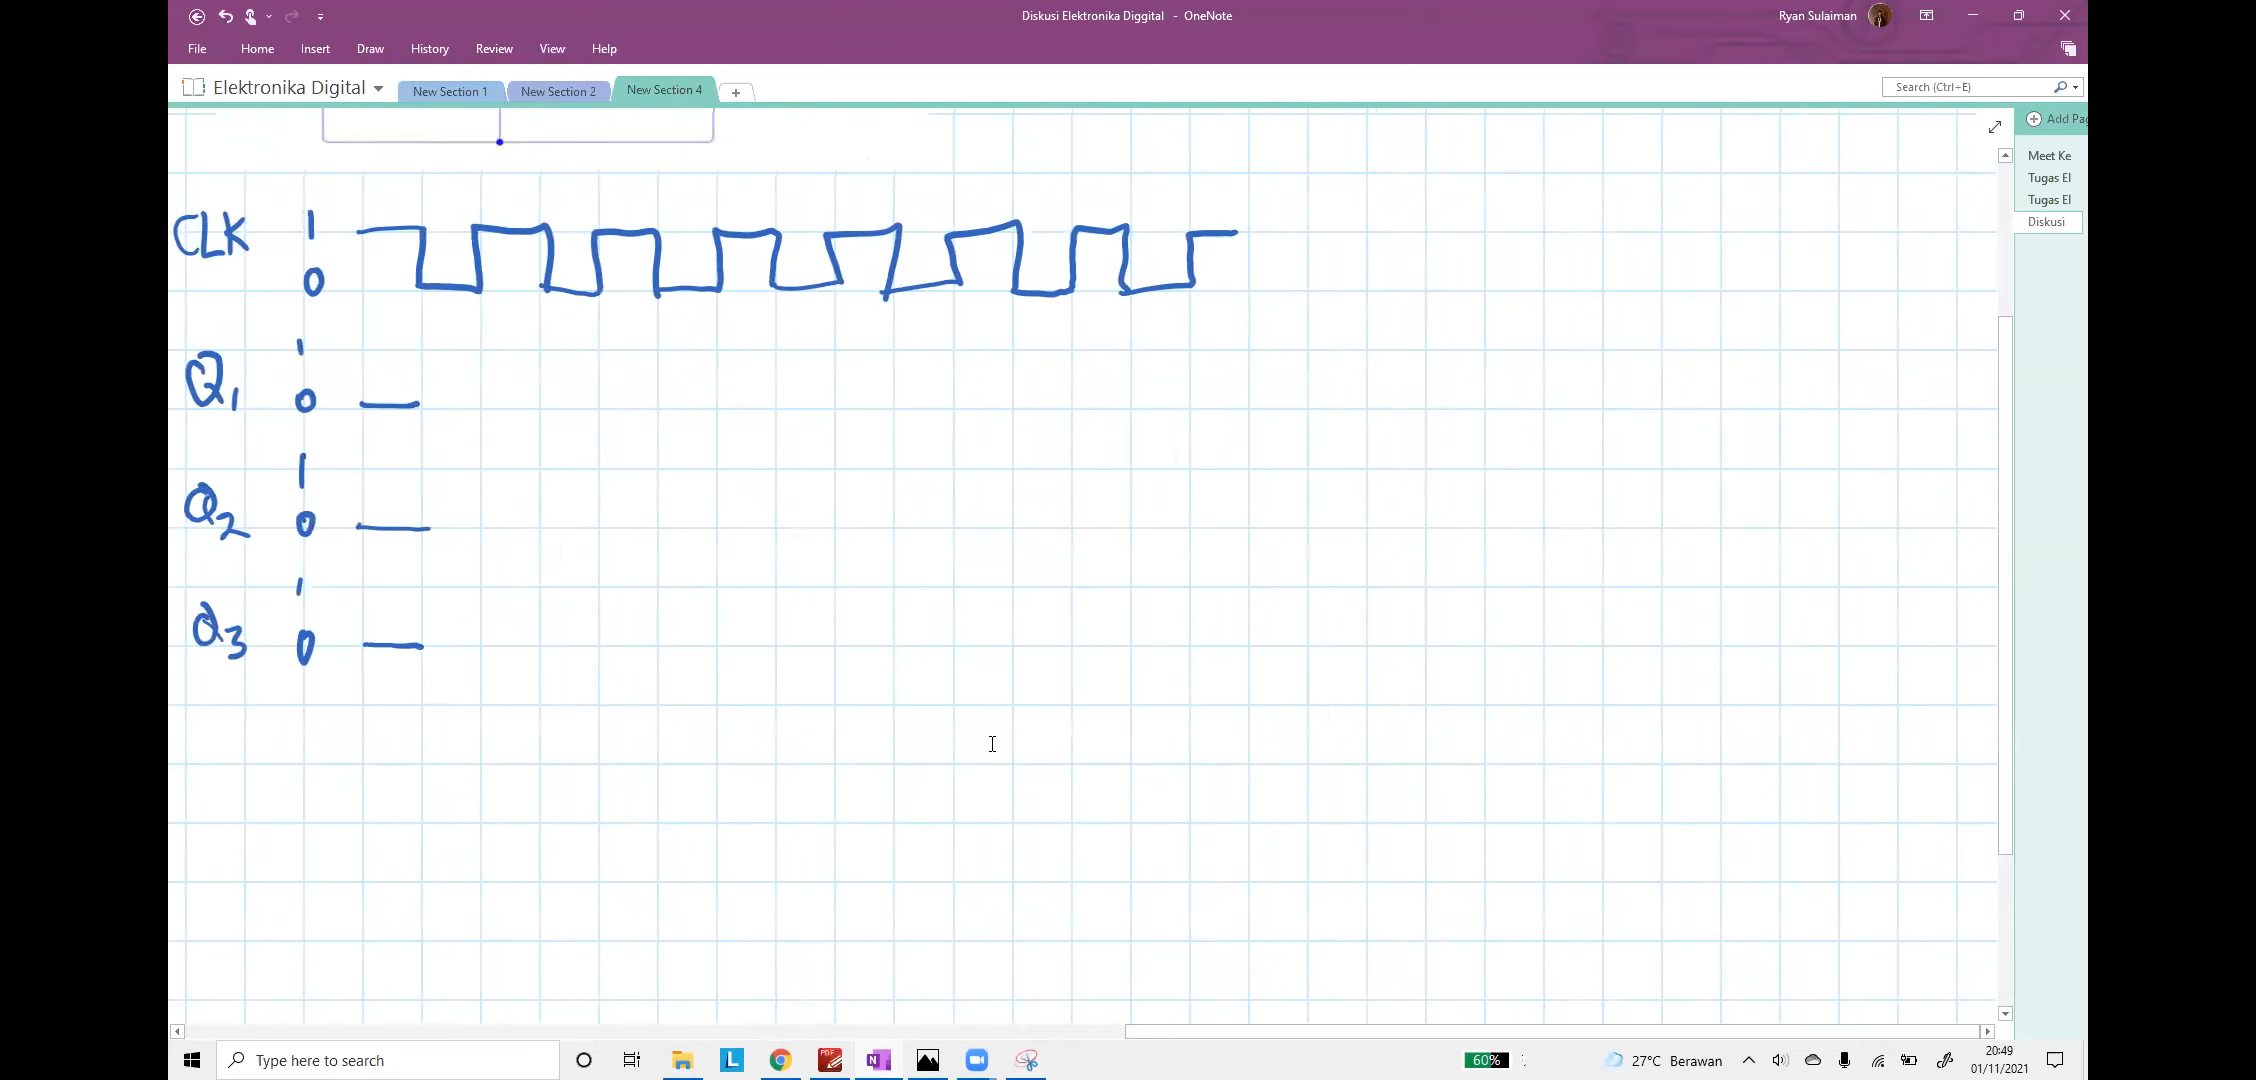 Diskusi Elektronika Diggital - OneNote
Ryan Sulaiman
File Home Insert Draw History Review View Help
Elektronika Digital
New Section 1
New Section 2
New Section 4
Search (Ctrl+E)
Add Pag
Meet Ke
Tugas El
Tugas El
Diskusi
CLK 1
0
1
Q1 0
1
Q2 0
1
Q3 0
Type here to search
L
PDF
N
60%
27°C Berawan
20:49
01/11/2021